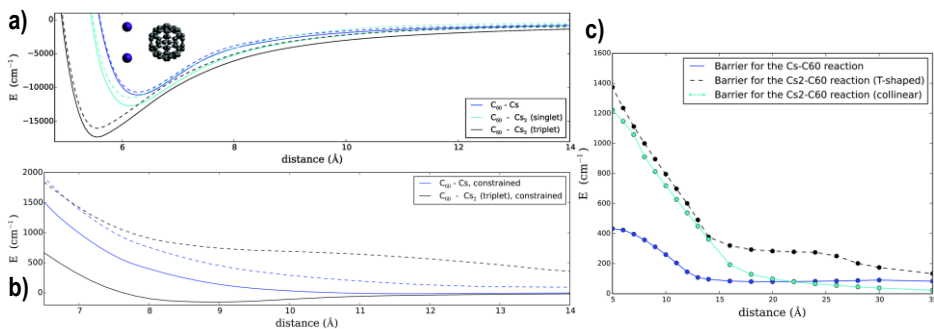 a)
0
−5000
−10000
−15000
E (cm⁻¹)
C₆₀ - Cs
C₆₀ - Cs₂ (singlet)
C₆₀ - Cs₂ (triplet)
6
8
10
12
14
distance (Å)
b)
2000
1500
1000
500
0
E (cm⁻¹)
C₆₀ - Cs, constrained
C₆₀ - Cs₂ (triplet), constrained
7
8
9
10
11
12
13
14
distance (Å)
c)
1600
1400
1200
1000
800
600
400
200
0
E (cm⁻¹)
Barrier for the Cs-C60 reaction
Barrier for the Cs2-C60 reaction (T-shaped)
Barrier for the Cs2-C60 reaction (collinear)
5
10
15
20
25
30
35
distance (Å)